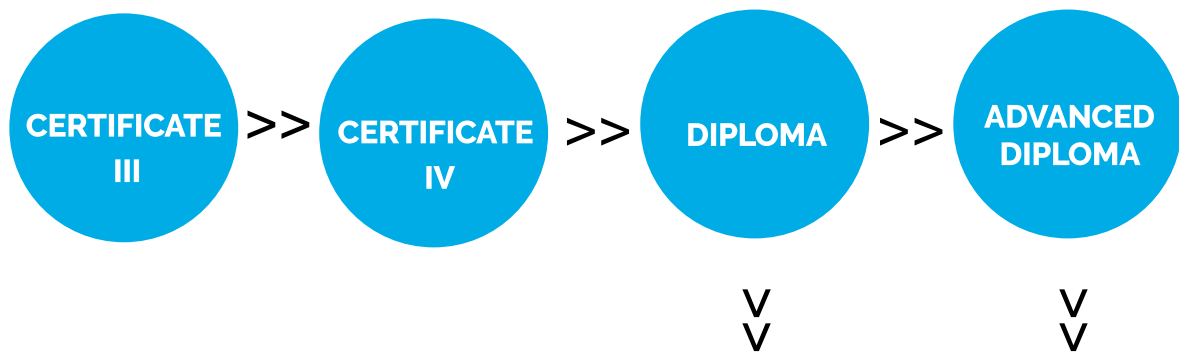 CERTIFICATE
III
>>
CERTIFICATE
IV
>>
DIPLOMA
>>
ADVANCED
DIPLOMA
>>
>>